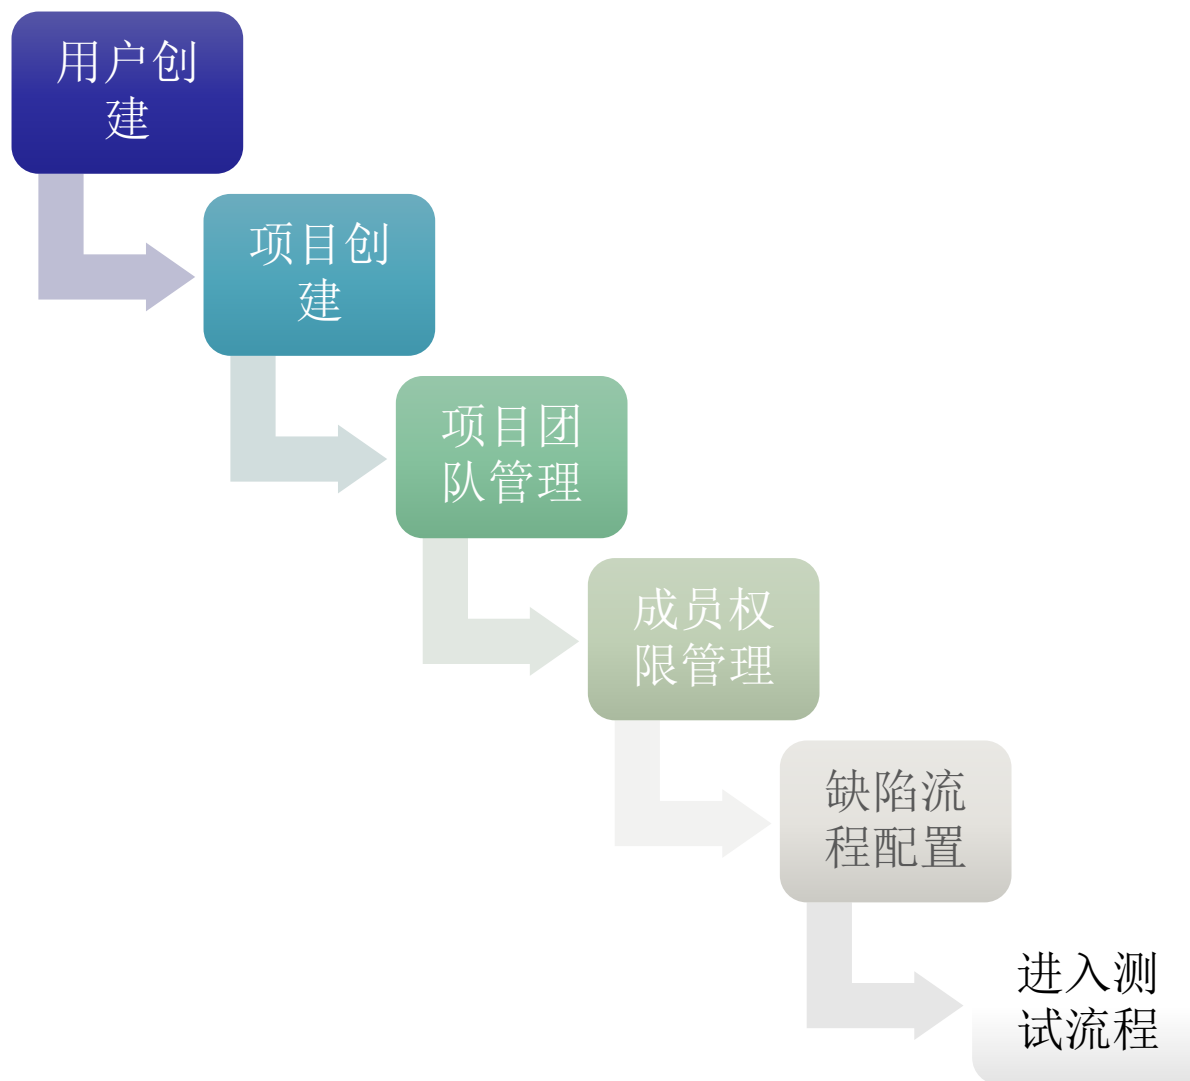 用户创
建
项目创
建
项目团
队管理
成员权
限管理
缺陷流
程配置
进入测
试流程